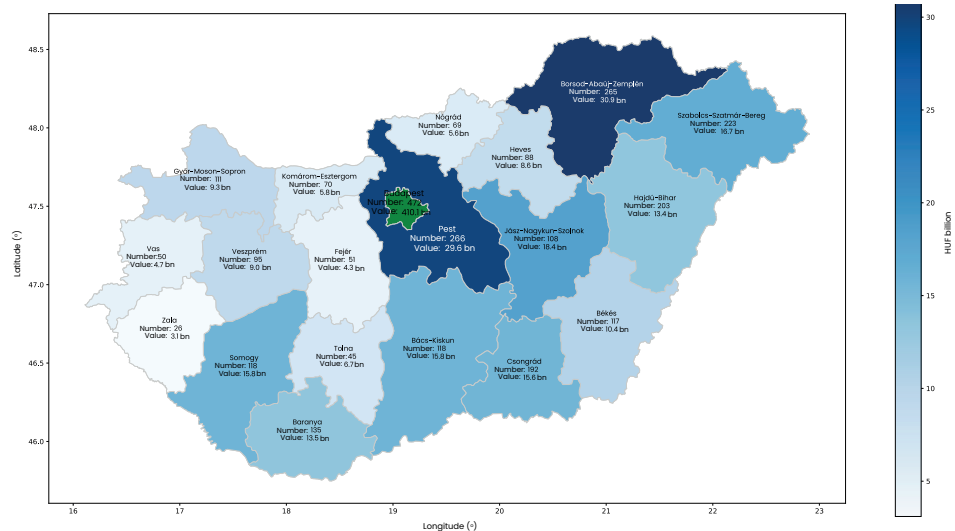 48.5
48.0
47.5
47.0
46.5
46.0
Latitude (°)
Borsod-Abaúj-Zemplén
Number: 265
Value: 30.9 bn
Szabolcs-Szatmár-Bereg
Number: 223
Value: 16.7 bn
Nógrád
Number: 69
Value: 5.6 bn
Heves
Number: 88
Value: 8.6 bn
Győr-Moson-Sopron
Number: 111
Value: 9.3 bn
Komárom-Esztergom
Number: 70
Value: 5.8 bn
Budapest
Number:
Value: 410.1 bn
Hajdú-Bihar
Number: 203
Value: 13.4 bn
Pest
Number: 266
Value: 29.6 bn
Jász-Nagykun-Szolnok
Number: 108
Value: 18.4 bn
Vas
Number:50
Value:4.7 bn
Veszprém
Number: 95
Value: 9.0 bn
Fejér
Number: 51
Value: 4.3 bn
Zala
Number: 26
Value: 3.1 bn
Somogy
Number: 118
Value: 15.8 bn
Tolna
Number:45
Value: 6.7 bn
Bács-Kiskun
Number: 118
Value: 15.8 bn
Csongrád
Number: 192
Value: 15.6 bn
Békés
Number: 117
Value: 10.4 bn
Baranya
Number: 135
Value: 13.5 bn
16
17
18
19
20
21
22
23
Longitude (°)
30
25
20
15
10
5
HUF billion